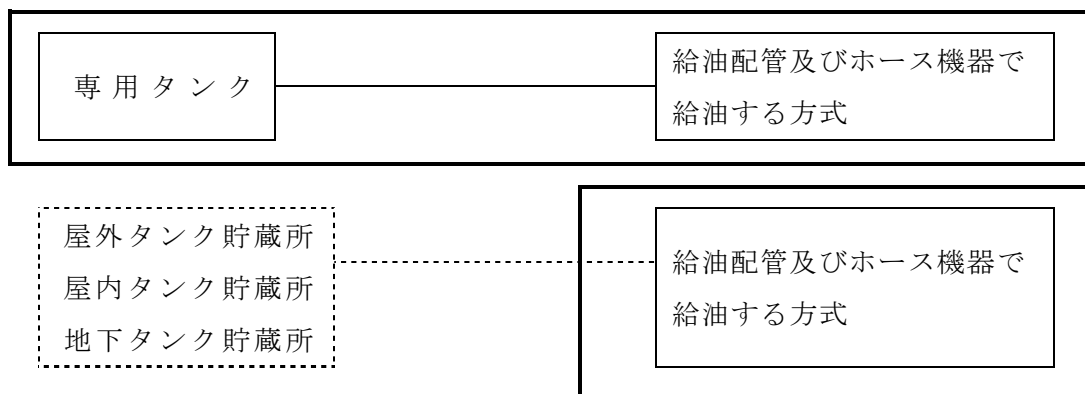 専用タンク
給油配管及びホース機器で
給油する方式
屋外タンク貯蔵所
屋内タンク貯蔵所
地下タンク貯蔵所
給油配管及びホース機器で
給油する方式